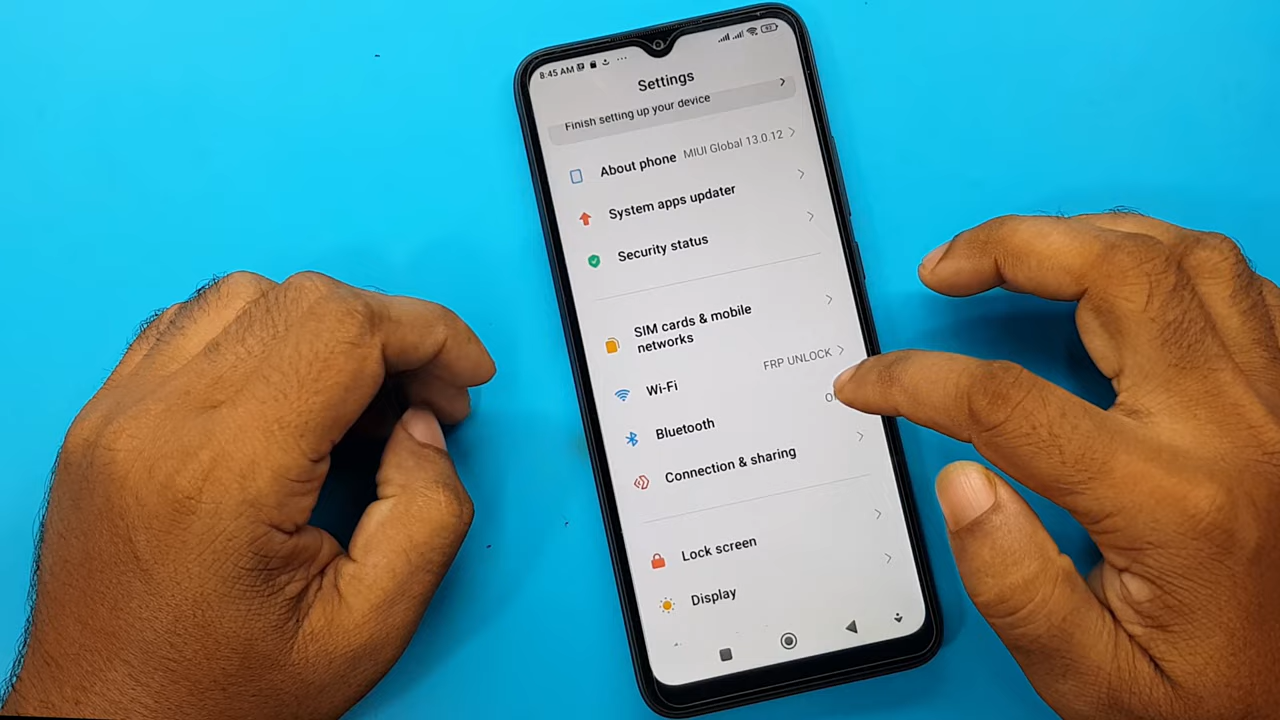 8:45 AM
Settings
Finish setting up your device
About phone MIUI Global 13.0.12
System apps updater
Security status
SIM cards & mobile
networks
Wi-Fi FRP UNLOCK
Bluetooth
Connection & sharing
Lock screen
Display